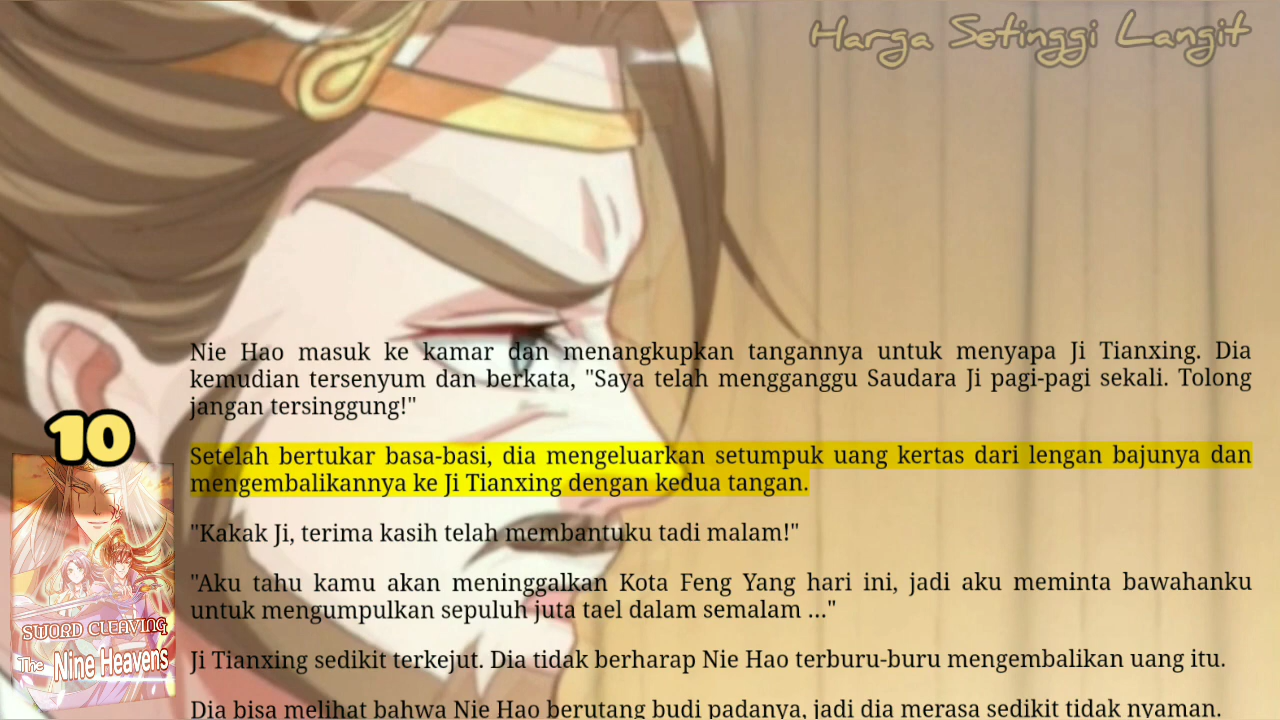 Harga Setinggi Langit
Nie Hao masuk ke kamar dan menangkupkan tangannya untuk menyapa Ji Tianxing. Dia
kemudian tersenyum dan berkata, "Saya telah mengganggu Saudara Ji pagi-pagi sekali. Tolong
jangan tersinggung!"
Setelah bertukar basa-basi, dia mengeluarkan setumpuk uang kertas dari lengan bajunya dan
mengembalikannya ke Ji Tianxing dengan kedua tangan.
"Kakak Ji, terima kasih telah membantuku tadi malam!"
"Aku tahu kamu akan meninggalkan Kota Feng Yang hari ini, jadi aku meminta bawahanku
untuk mengumpulkan sepuluh juta tael dalam semalam ..."
Ji Tianxing sedikit terkejut. Dia tidak berharap Nie Hao terburu-buru mengembalikan uang itu.
Dia bisa melihat bahwa Nie Hao berutang budi padanya, jadi dia merasa sedikit tidak nyaman.
10
SWORD CLEAVING
The Nine Heavens